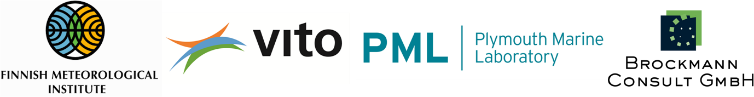 FINNISH METEOROLOGICAL
INSTITUTE
vito
PML
Plymouth Marine
Laboratory
BROCKMANN
CONSULT GMBH